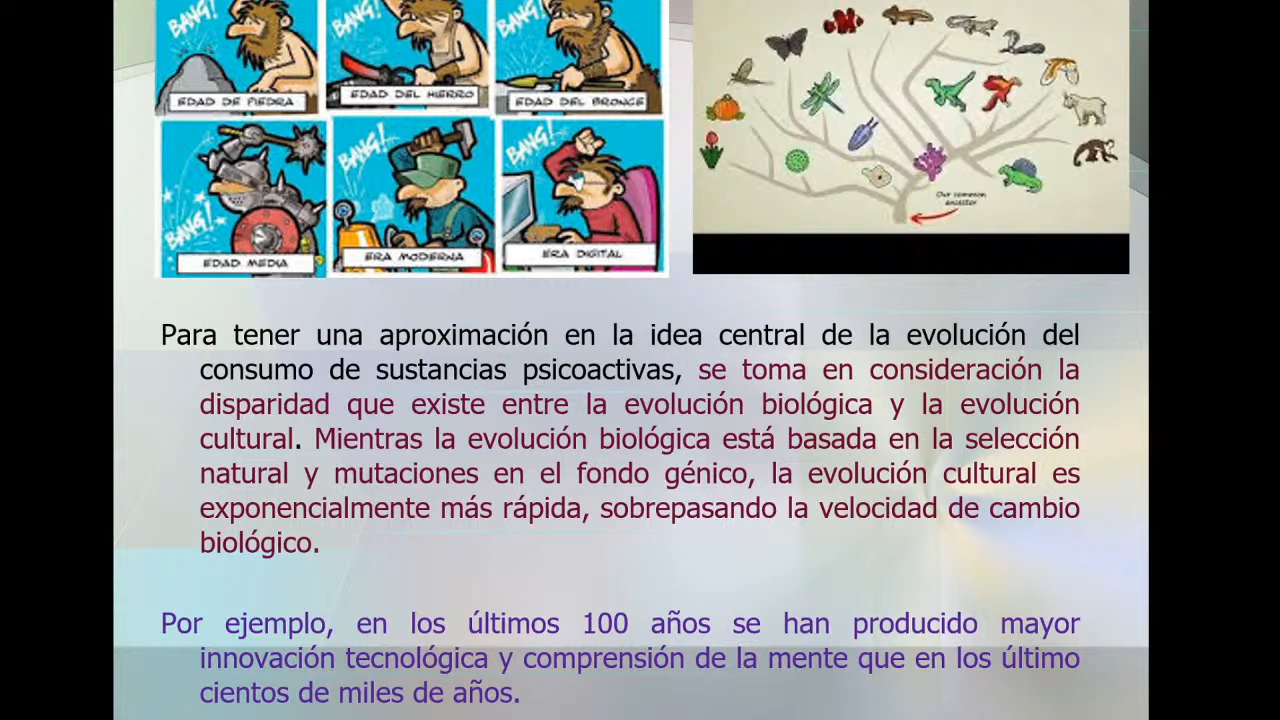 BANG!
BANG!
BANG!
EDAD DE PIEDRA
EDAD DEL HIERRO
EDAD DEL BRONCE
BANG!
BANG!
BANG!
EDAD MEDIA
ERA MODERNA
ERA DIGITAL
Our common
ancestor
Para tener una aproximación en la idea central de la evolución del
consumo de sustancias psicoactivas, se toma en consideración la
disparidad que existe entre la evolución biológica y la evolución
cultural. Mientras la evolución biológica está basada en la selección
natural y mutaciones en el fondo génico, la evolución cultural es
exponencialmente más rápida, sobrepasando la velocidad de cambio
biológico.
Por ejemplo, en los últimos 100 años se han producido mayor
innovación tecnológica y comprensión de la mente que en los último
cientos de miles de años.